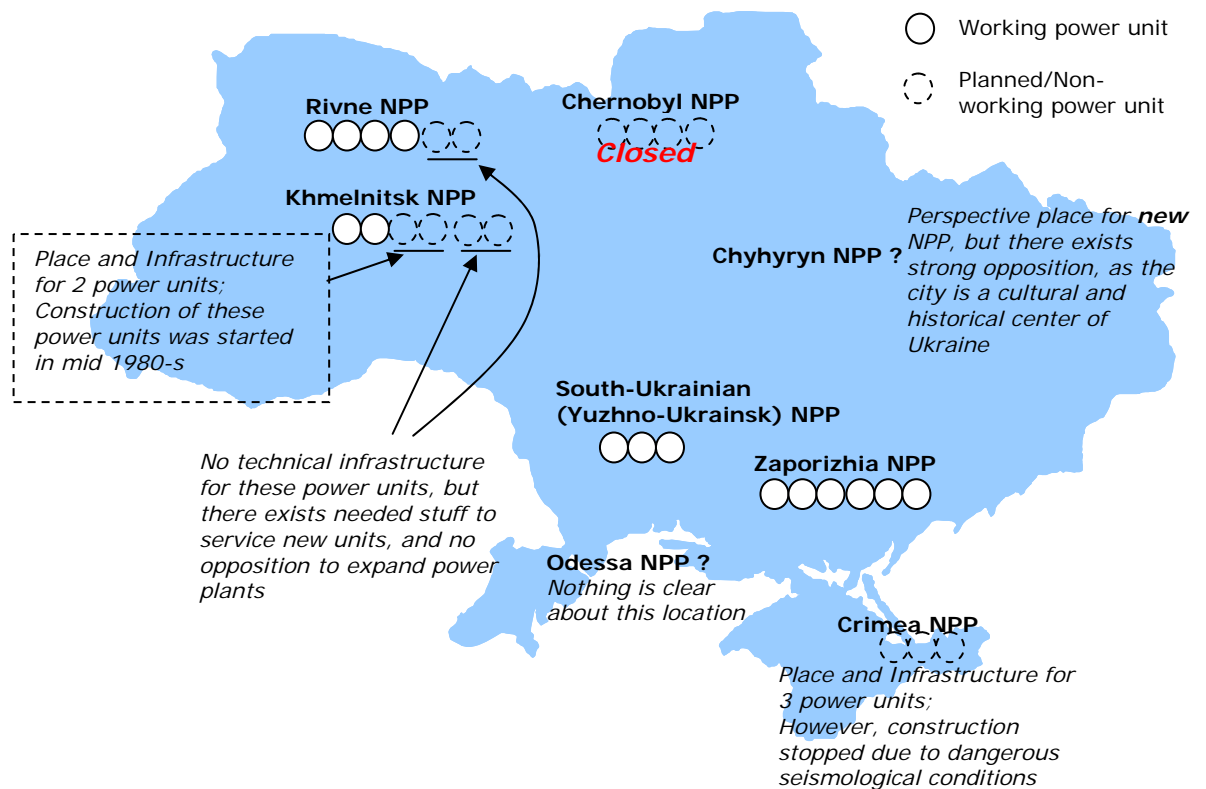 Working power unit
Planned/Non-
working power unit
Rivne NPP
Chernobyl NPP
Closed
Khmelnitsk NPP
Place and Infrastructure
for 2 power units;
Construction of these
power units was started
in mid 1980-s
Chyhyryn NPP ?
Perspective place for new
NPP, but there exists
strong opposition, as the
city is a cultural and
historical center of
Ukraine
South-Ukrainian
(Yuzhno-Ukrainsk) NPP
Zaporizhia NPP
No technical infrastructure
for these power units, but
there exists needed stuff to
service new units, and no
opposition to expand power
plants
Odessa NPP ?
Nothing is clear
about this location
Crimea NPP
Place and Infrastructure for
3 power units;
However, construction
stopped due to dangerous
seismological conditions